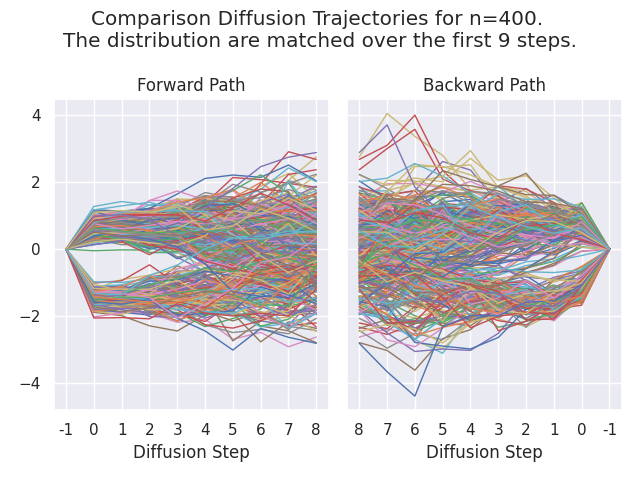 Comparison Diffusion Trajectories for n=400.
The distribution are matched over the first 9 steps.
Forward Path
Backward Path
4
2
0
−2
−4
-1 0 1 2 3 4 5 6 7 8
8 7 6 5 4 3 2 1 0 -1
Diffusion Step
Diffusion Step